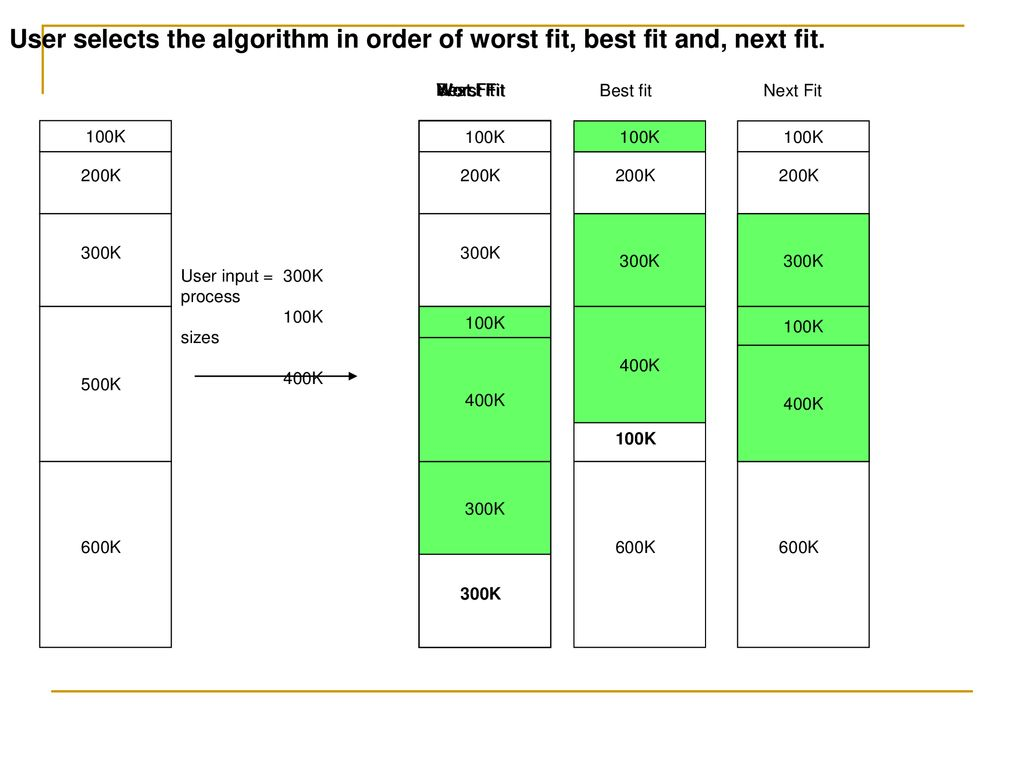 User selects the algorithm in order of worst fit, best fit and, next fit.
Best fit
Next Fit
100K
200K
300K
500K
600K
User input = 300K
process
100K
sizes
400K
100K
200K
300K
100K
400K
300K
300K
100K
200K
300K
400K
100K
600K
100K
200K
300K
100K
400K
600K